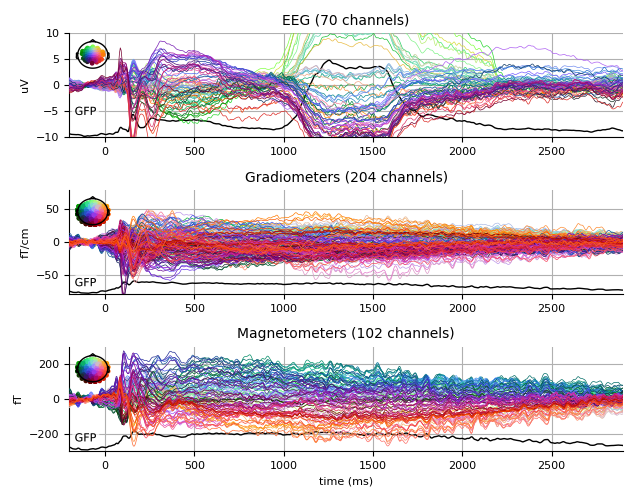 EEG (70 channels)
10
5
0
−5
−10
uV
GFP
0 500 1000 1500 2000 2500
Gradiometers (204 channels)
50
0
−50
fT/cm
GFP
0 500 1000 1500 2000 2500
Magnetometers (102 channels)
200
0
−200
fT
GFP
0 500 1000 1500 2000 2500
time (ms)